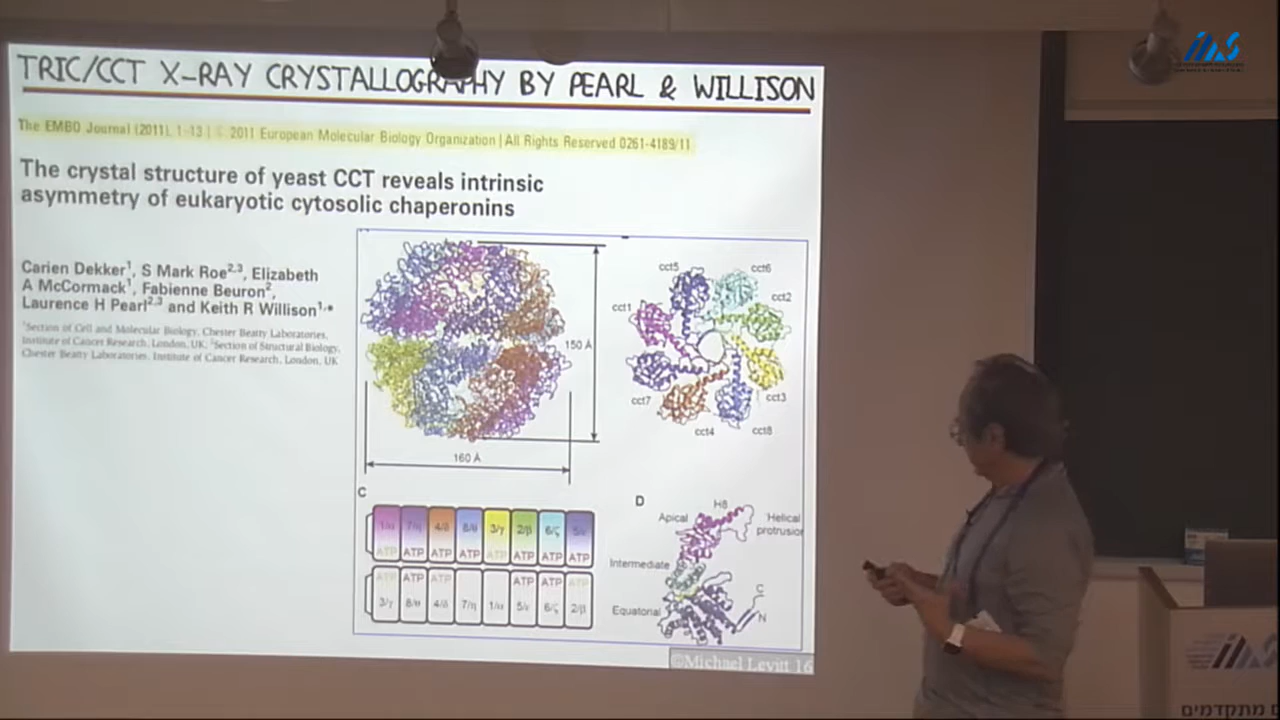 TRIC/CCT X-RAY CRYSTALLOGRAPHY BY PEARL & WILLISON
The EMBO Journal (2011), 1-13 | © 2011 European Molecular Biology Organization | All Rights Reserved 0261-4189/11
The crystal structure of yeast CCT reveals intrinsic
asymmetry of eukaryotic cytosolic chaperonins
Carien Dekker¹, S Mark Roe²,³, Elizabeth
A McCormack¹, Fabienne Beuron²,
Laurence H Pearl²,³ and Keith R Willison¹,*
¹Section of Cell and Molecular Biology, Chester Beatty Laboratories,
Institute of Cancer Research, London, UK, ²Section of Structural Biology,
Chester Beatty Laboratories, Institute of Cancer Research, London, UK
150 Å
160 Å
cct5
cct6
cct1
cct2
cct7
cct3
cct4
cct8
C
1/α 7/η 4/δ 8/θ 3/γ 2/β 6/ζ 5/ε
ATP ATP ATP ATP ATP ATP ATP ATP
ATP ATP ATP ATP ATP ATP
3/γ 8/θ 4/δ 7/η 1/α 5/ε 6/ζ 2/β
D
H8
Apical
Helical
protrusion
Intermediate
Equatorial
C
N
©Michael Levitt 16
iias
מתקדמים